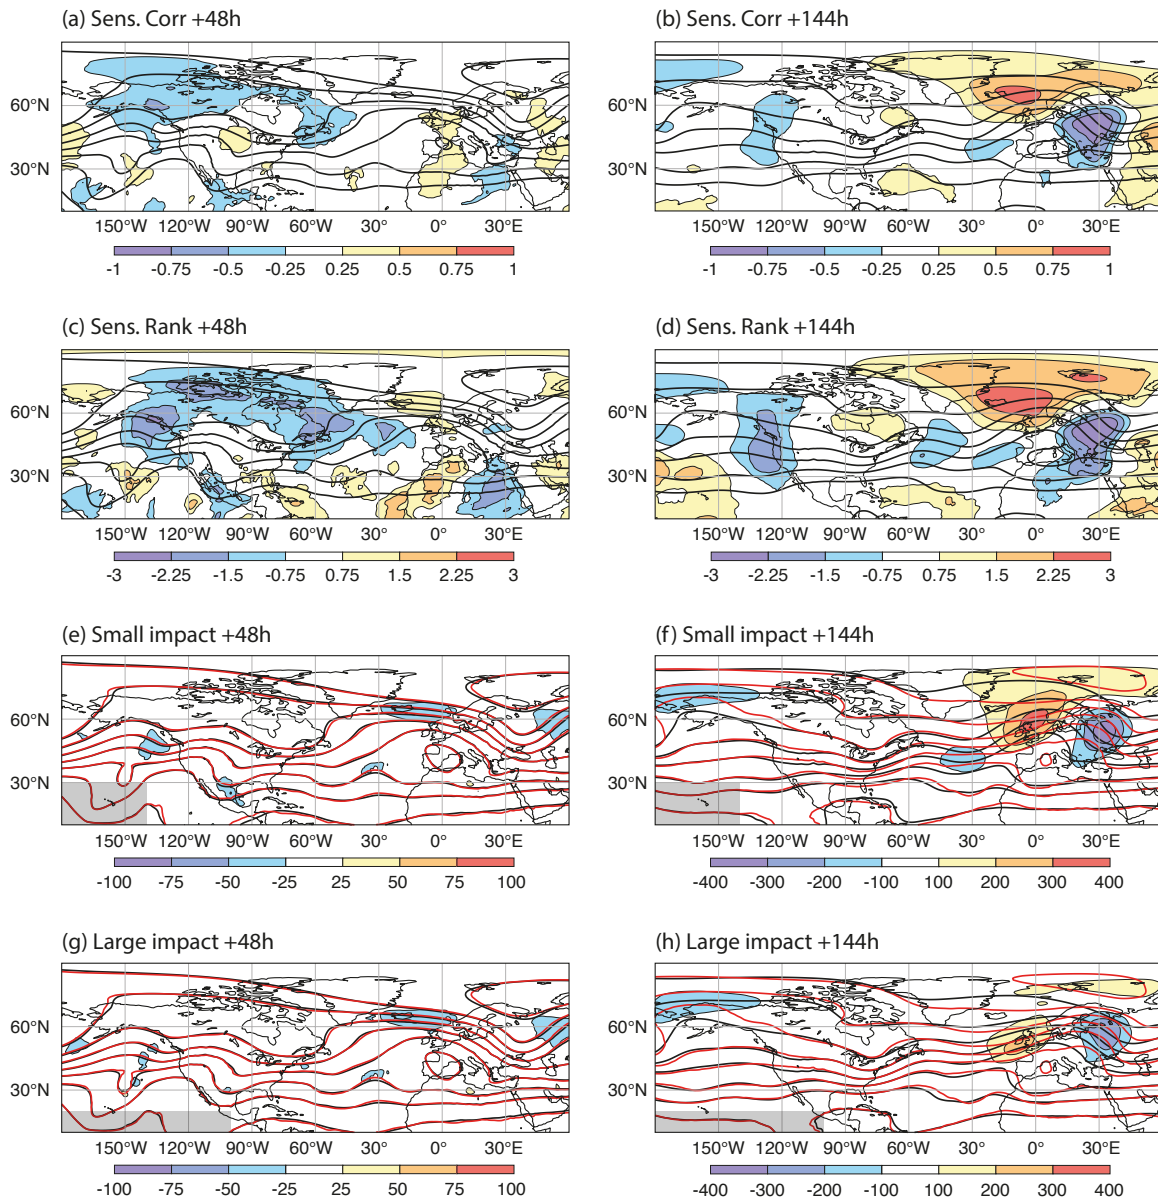 (a) Sens. Corr +48h
60°N
30°N
150°W 120°W 90°W 60°W 30° 0° 30°E
-1 -0.75 -0.5 -0.25 0.25 0.5 0.75 1
(b) Sens. Corr +144h
60°N
30°N
150°W 120°W 90°W 60°W 30° 0° 30°E
-1 -0.75 -0.5 -0.25 0.25 0.5 0.75 1
(c) Sens. Rank +48h
60°N
30°N
150°W 120°W 90°W 60°W 30° 0° 30°E
-3 -2.25 -1.5 -0.75 0.75 1.5 2.25 3
(d) Sens. Rank +144h
60°N
30°N
150°W 120°W 90°W 60°W 30° 0° 30°E
-3 -2.25 -1.5 -0.75 0.75 1.5 2.25 3
(e) Small impact +48h
60°N
30°N
150°W 120°W 90°W 60°W 30° 0° 30°E
-100 -75 -50 -25 25 50 75 100
(f) Small impact +144h
60°N
30°N
150°W 120°W 90°W 60°W 30° 0° 30°E
-400 -300 -200 -100 100 200 300 400
(g) Large impact +48h
60°N
30°N
150°W 120°W 90°W 60°W 30° 0° 30°E
-100 -75 -50 -25 25 50 75 100
(h) Large impact +144h
60°N
30°N
150°W 120°W 90°W 60°W 30° 0° 30°E
-400 -300 -200 -100 100 200 300 400